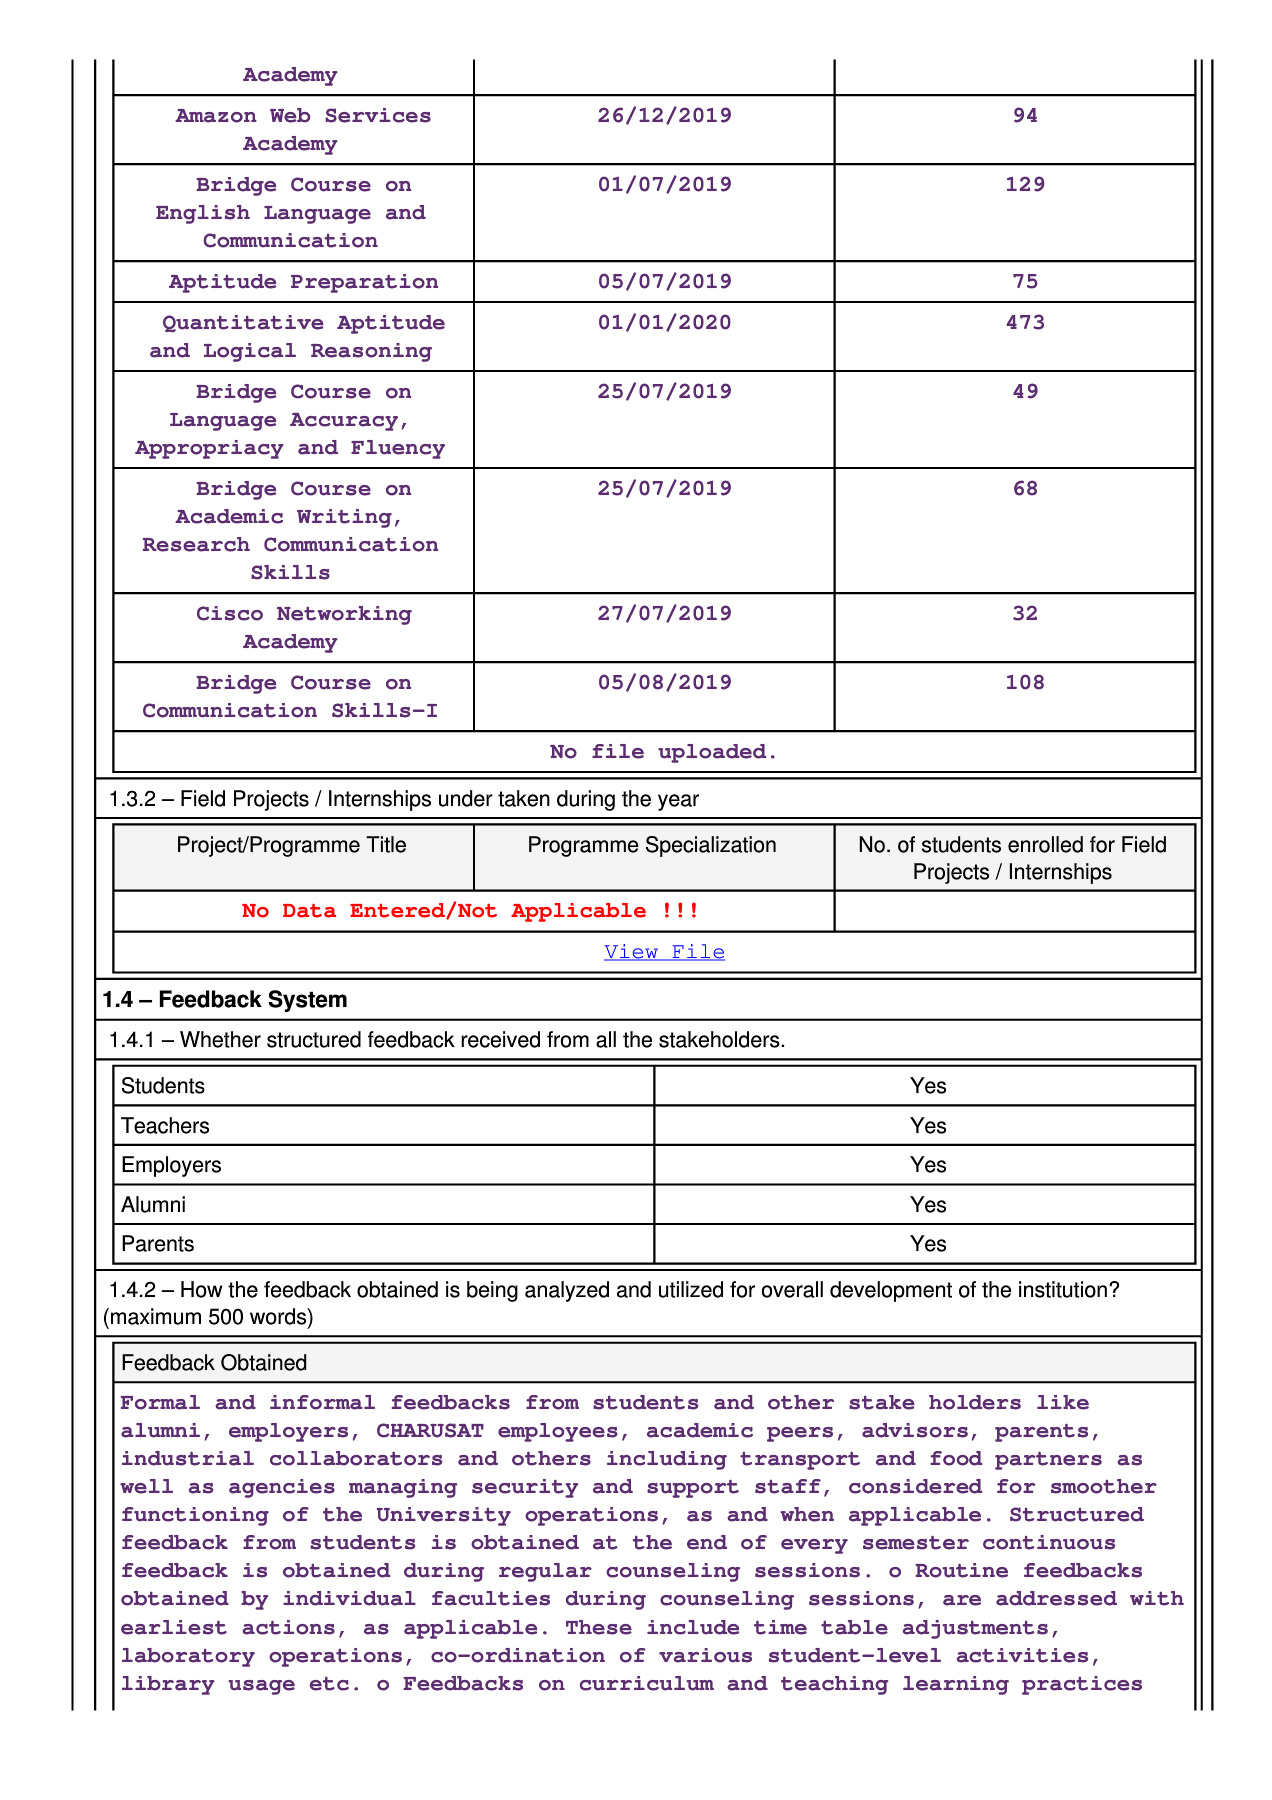 Academy
Amazon Web Services 26/12/2019 94
Academy
Bridge Course on 01/07/2019 129
English Language and
Communication
Aptitude Preparation 05/07/2019 75
Quantitative Aptitude 01/01/2020 473
and Logical Reasoning
Bridge Course on 25/07/2019 49
Language Accuracy,
Appropriacy and Fluency
Bridge Course on 25/07/2019 68
Academic Writing,
Research Communication
Skills
Cisco Networking 27/07/2019 32
Academy
Bridge Course on 05/08/2019 108
Communication Skills-I
No file uploaded.
1.3.2 – Field Projects / Internships under taken during the year
Project/Programme Title Programme Specialization No. of students enrolled for Field
Projects / Internships
No Data Entered/Not Applicable !!!
View File
1.4 – Feedback System
1.4.1 – Whether structured feedback received from all the stakeholders.
Students Yes
Teachers Yes
Employers Yes
Alumni Yes
Parents Yes
1.4.2 – How the feedback obtained is being analyzed and utilized for overall development of the institution?
(maximum 500 words)
Feedback Obtained
Formal and informal feedbacks from students and other stake holders like
alumni, employers, CHARUSAT employees, academic peers, advisors, parents,
industrial collaborators and others including transport and food partners as
well as agencies managing security and support staff, considered for smoother
functioning of the University operations, as and when applicable. Structured
feedback from students is obtained at the end of every semester continuous
feedback is obtained during regular counseling sessions. o Routine feedbacks
obtained by individual faculties during counseling sessions, are addressed with
earliest actions, as applicable. These include time table adjustments,
laboratory operations, co-ordination of various student-level activities,
library usage etc. o Feedbacks on curriculum and teaching learning practices